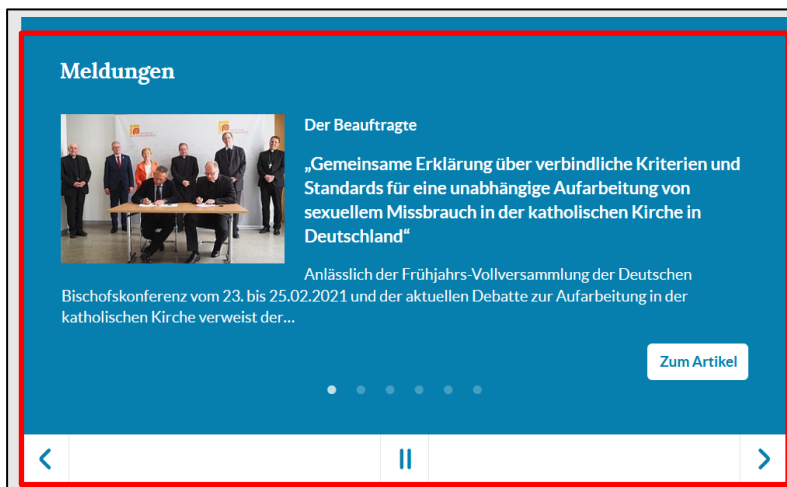 Meldungen
Der Beauftragte
„Gemeinsame Erklärung über verbindliche Kriterien und
Standards für eine unabhängige Aufarbeitung von
sexuellem Missbrauch in der katholischen Kirche in
Deutschland“
Anlässlich der Frühjahrs-Vollversammlung der Deutschen
Bischofskonferenz vom 23. bis 25.02.2021 und der aktuellen Debatte zur Aufarbeitung in der
katholischen Kirche verweist der...
Zum Artikel